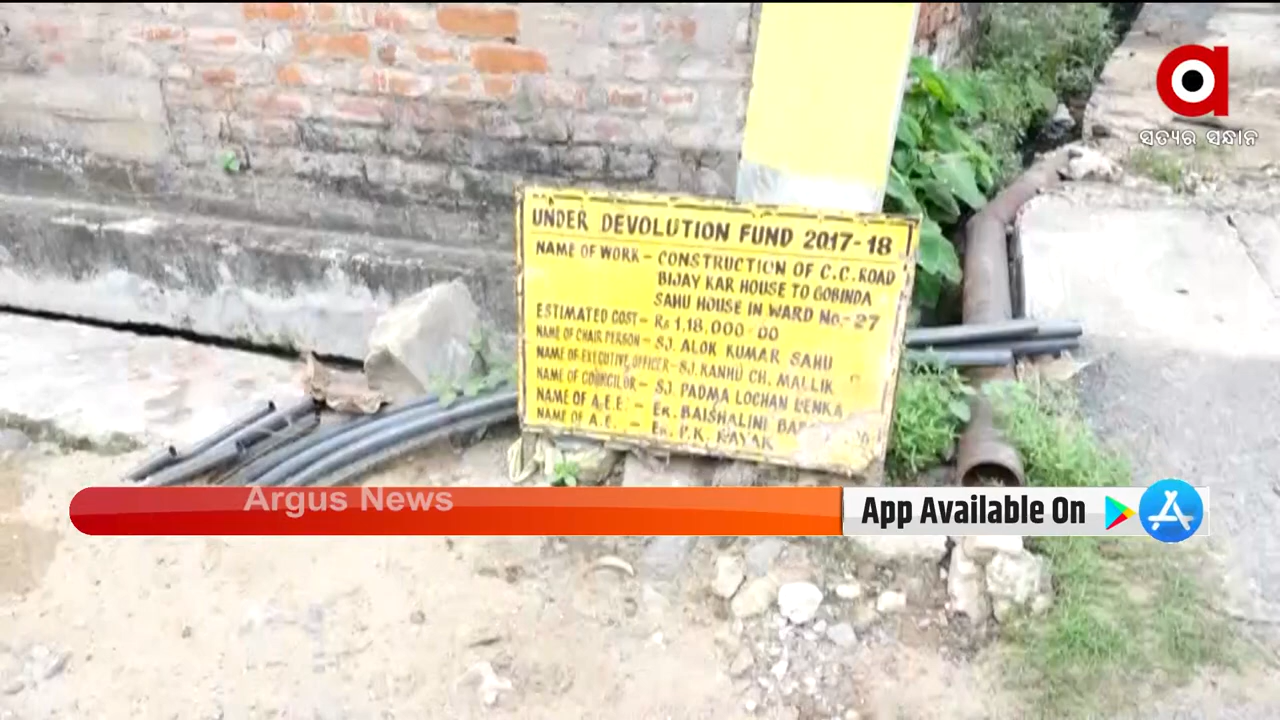 ସତ୍ୟର ସନ୍ଧାନ
UNDER DEVOLUTION FUND 2017-18
NAME OF WORK - CONSTRUCTION OF C.C. ROAD
BIJAY KAR HOUSE TO GOBINDA
SAHU HOUSE IN WARD No:- 27
ESTIMATED COST - Rs 1,18,000-00
NAME OF CHAIR PERSON - SJ. ALOK KUMAR SAHU
NAME OF EXECUTIVE OFFICER - SJ. KANHU CH. MALLIK
NAME OF COUNCILOR - SJ. PADMA LOCHAN LENKA
NAME OF A.E.E. - Er. BAISHALINI
NAME OF A.E. - Er. P.K. NAYAK
Argus News
App Available On